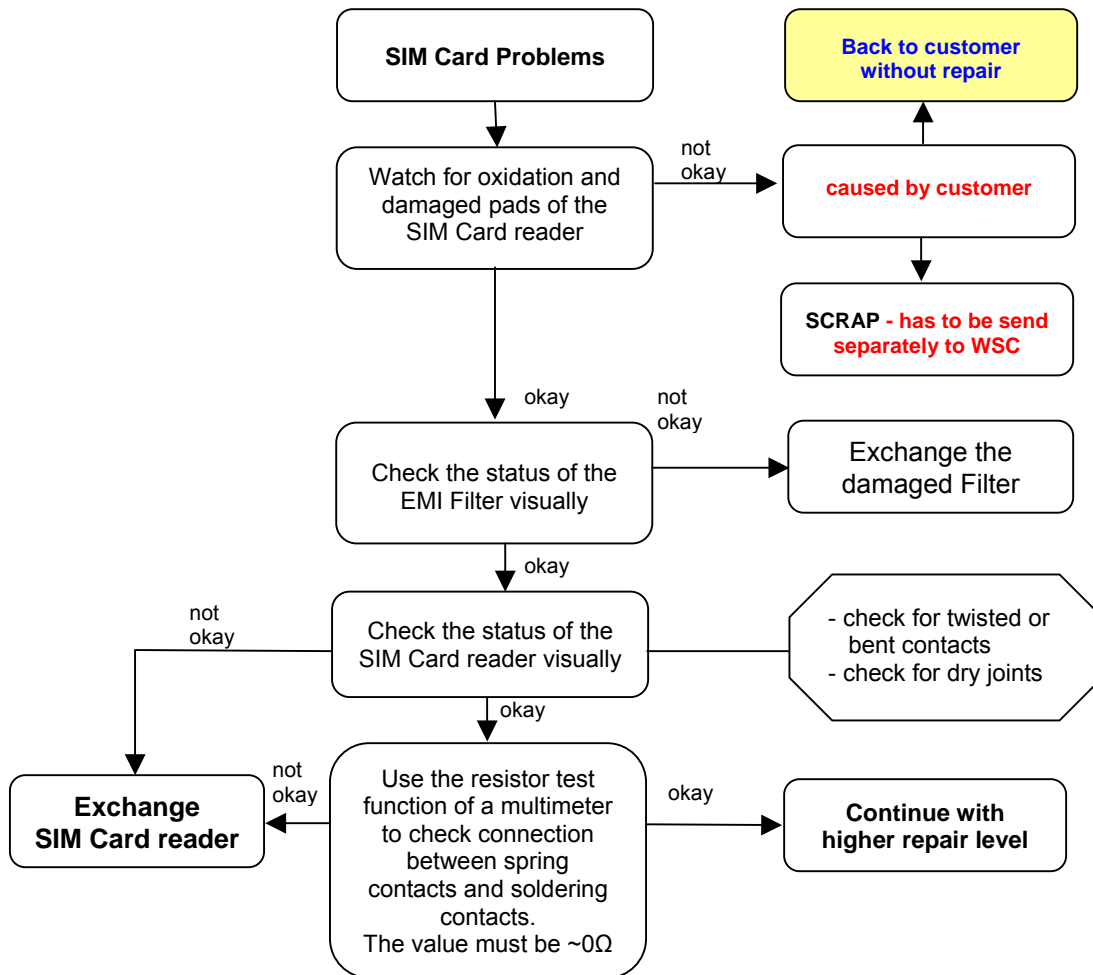 SIM Card Problems
Back to customer
without repair
not
okay
Watch for oxidation and
damaged pads of the
SIM Card reader
caused by customer
SCRAP - has to be send
separately to WSC
okay
not
okay
Check the status of the
EMI Filter visually
Exchange the
damaged Filter
okay
not
okay
Check the status of the
SIM Card reader visually
- check for twisted or
bent contacts
- check for dry joints
okay
Exchange
SIM Card reader
not
okay
Use the resistor test
function of a multimeter
to check connection
between spring
contacts and soldering
contacts.
The value must be ~0Ω
okay
Continue with
higher repair level